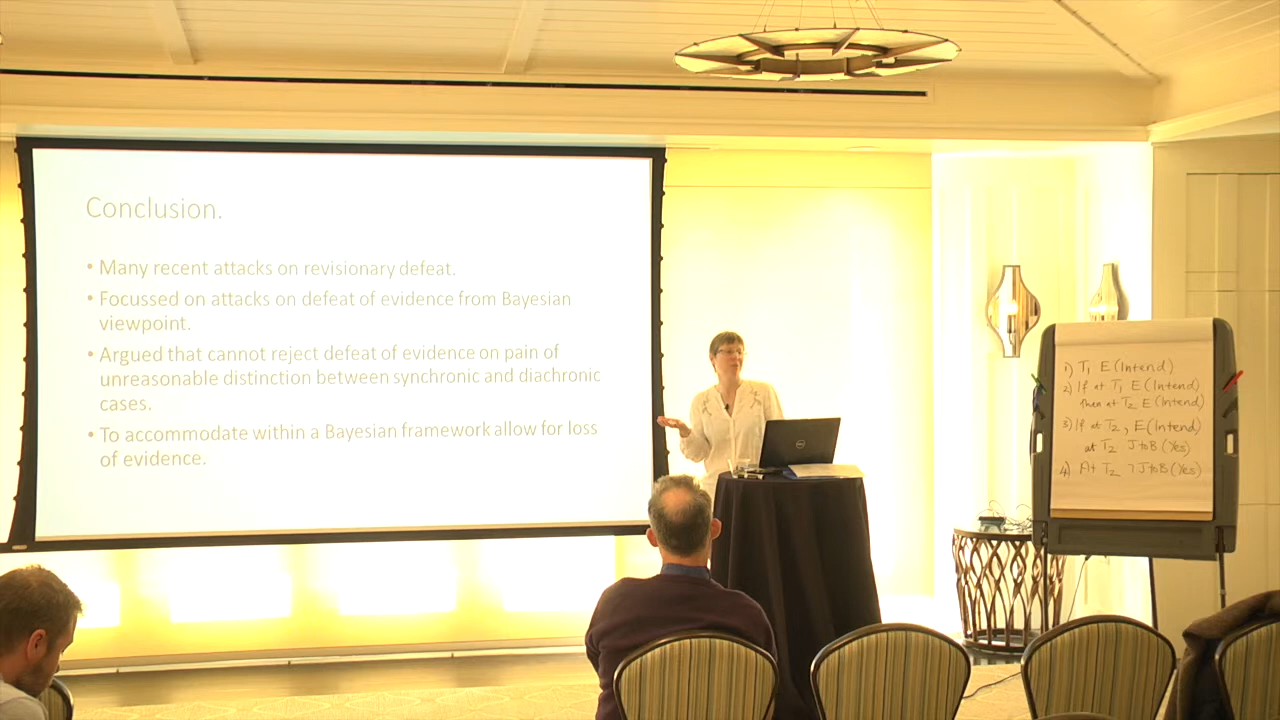 Conclusion.
• Many recent attacks on revisionary defeat.
• Focussed on attacks on defeat of evidence from Bayesian
viewpoint.
• Argued that cannot reject defeat of evidence on pain of
unreasonable distinction between synchronic and diachronic
cases.
• To accommodate within a Bayesian framework allow for loss
of evidence.
DELL
1) T₁ E (Intend)
2) If at T₁ E (Intend)
then at T₂ E (Intend)
3) If at T₂, E (Intend)
at T₂ J to B (Yes)
4) At T₂ ¬J to B (Yes)